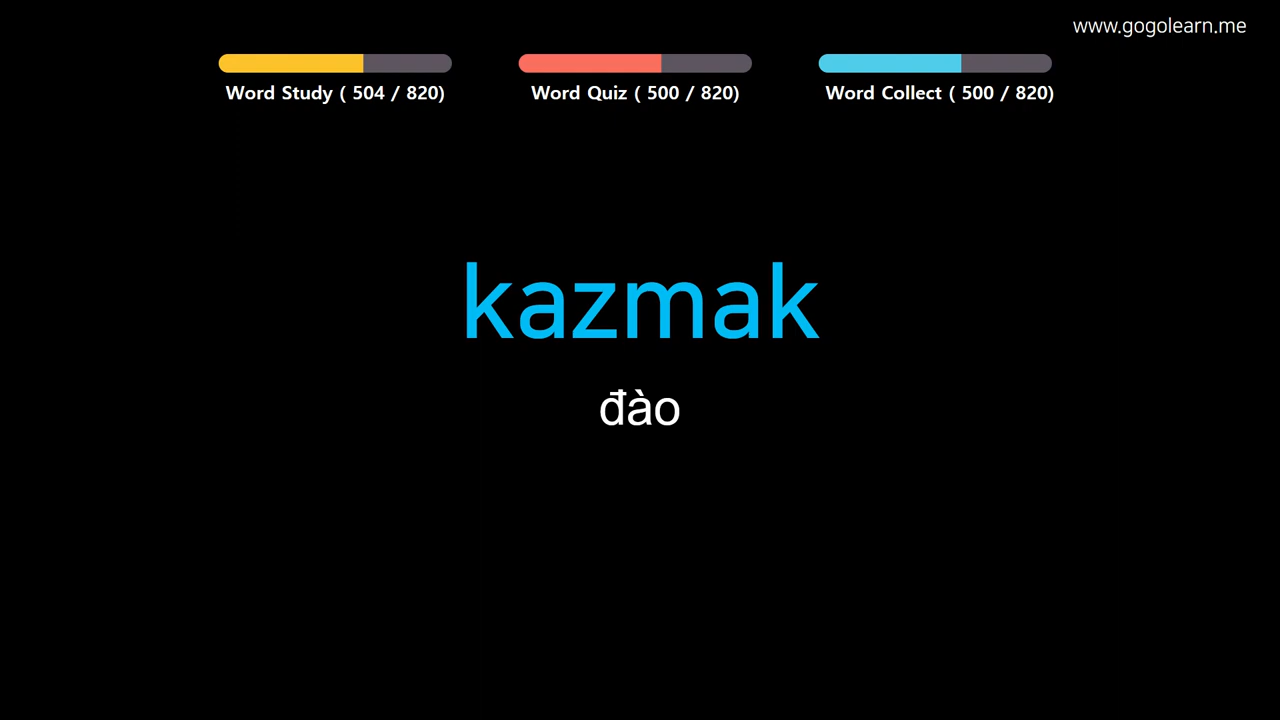 www.gogolearn.me
Word Study ( 504 / 820)
Word Quiz ( 500 / 820)
Word Collect ( 500 / 820)
kazmak
đào